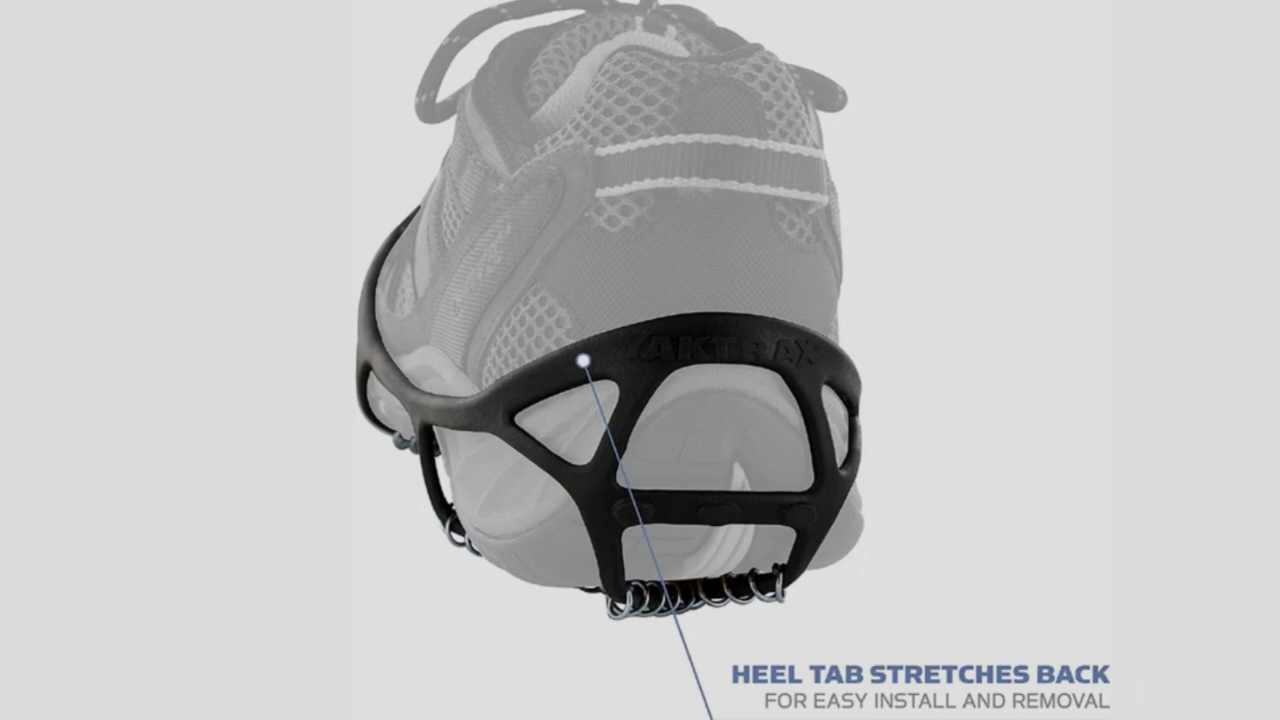 YAKTRAX
HEEL TAB STRETCHES BACK
FOR EASY INSTALL AND REMOVAL